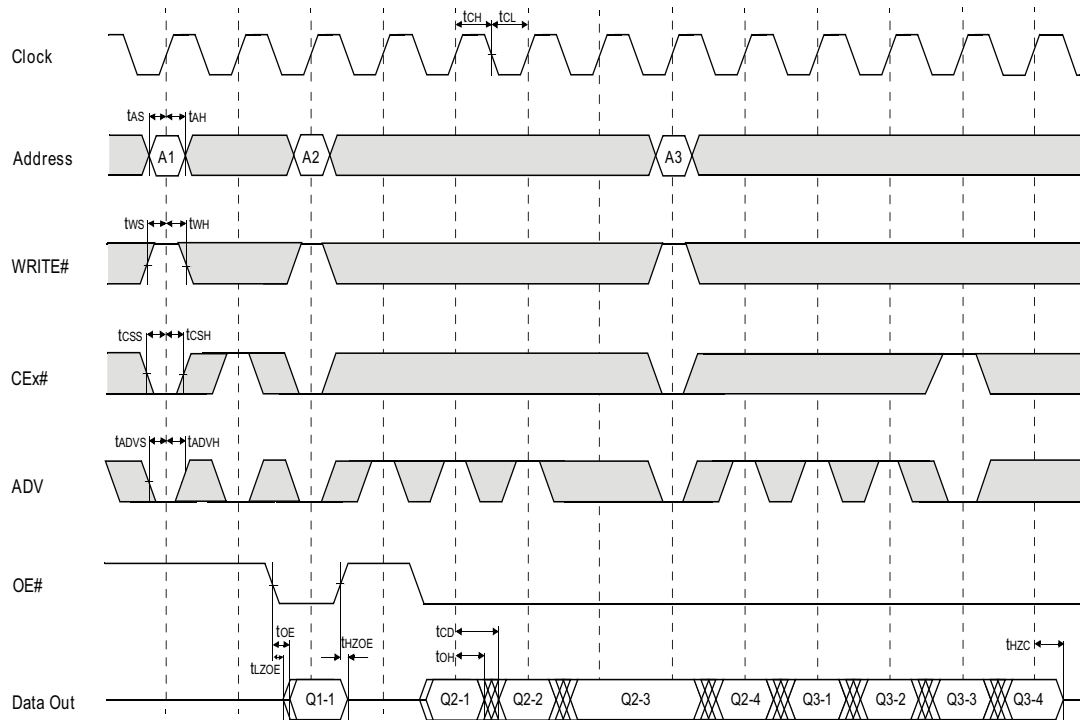 tCH tCL
Clock
tAS tAH
Address A1 A2 A3
tWS tWH
WRITE#
tCSS tCSH
CEx#
tADVS tADVH
ADV
OE#
tOE tHZOE tCD tHZC
tLZOE tOH
Data Out Q1-1 Q2-1 Q2-2 Q2-3 Q2-4 Q3-1 Q3-2 Q3-3 Q3-4